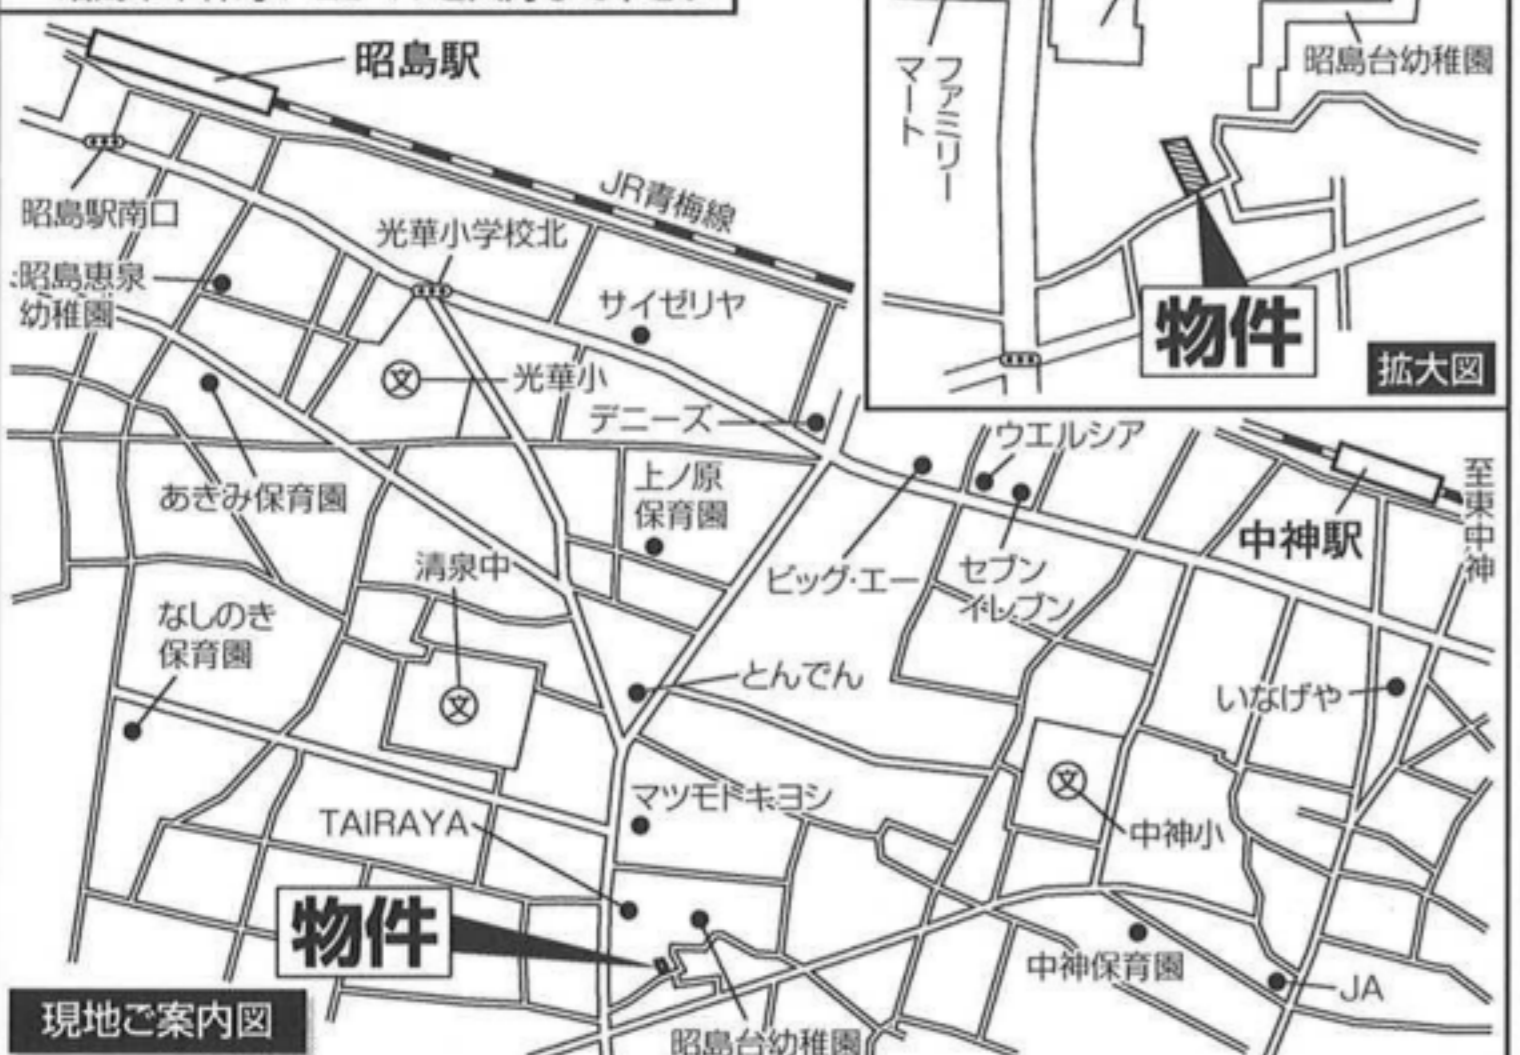 昭島駅
JR青梅線
昭島駅南口
光華小学校北
昭島恵泉
幼稚園
サイゼリヤ
光華小
デニーズ
あきみ保育園
上ノ原
保育園
清泉中
なしのき
保育園
とんでん
マツモトキヨシ
TAIRAYA
物件
昭島台幼稚園
現地ご案内図
ファミリー
マート
昭島台幼稚園
物件
拡大図
ウエルシア
ビッグ・エー
セブン
イレブン
中神駅
至東中神
いなげや
中神小
中神保育園
JA